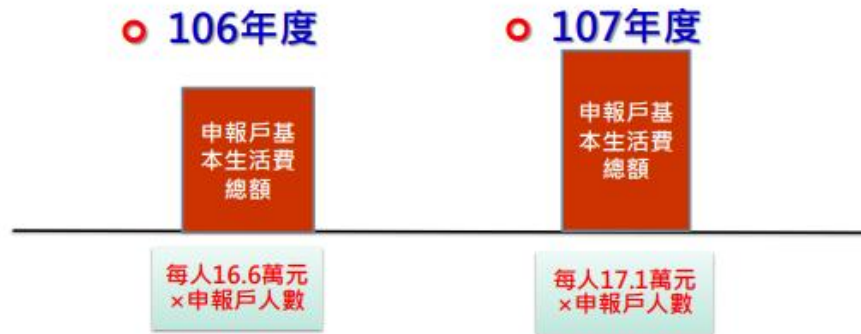 106年度
107年度
申報戶基
本生活費
總額
申報戶基
本生活費
總額
每人16.6萬元
×申報戶人數
每人17.1萬元
×申報戶人數